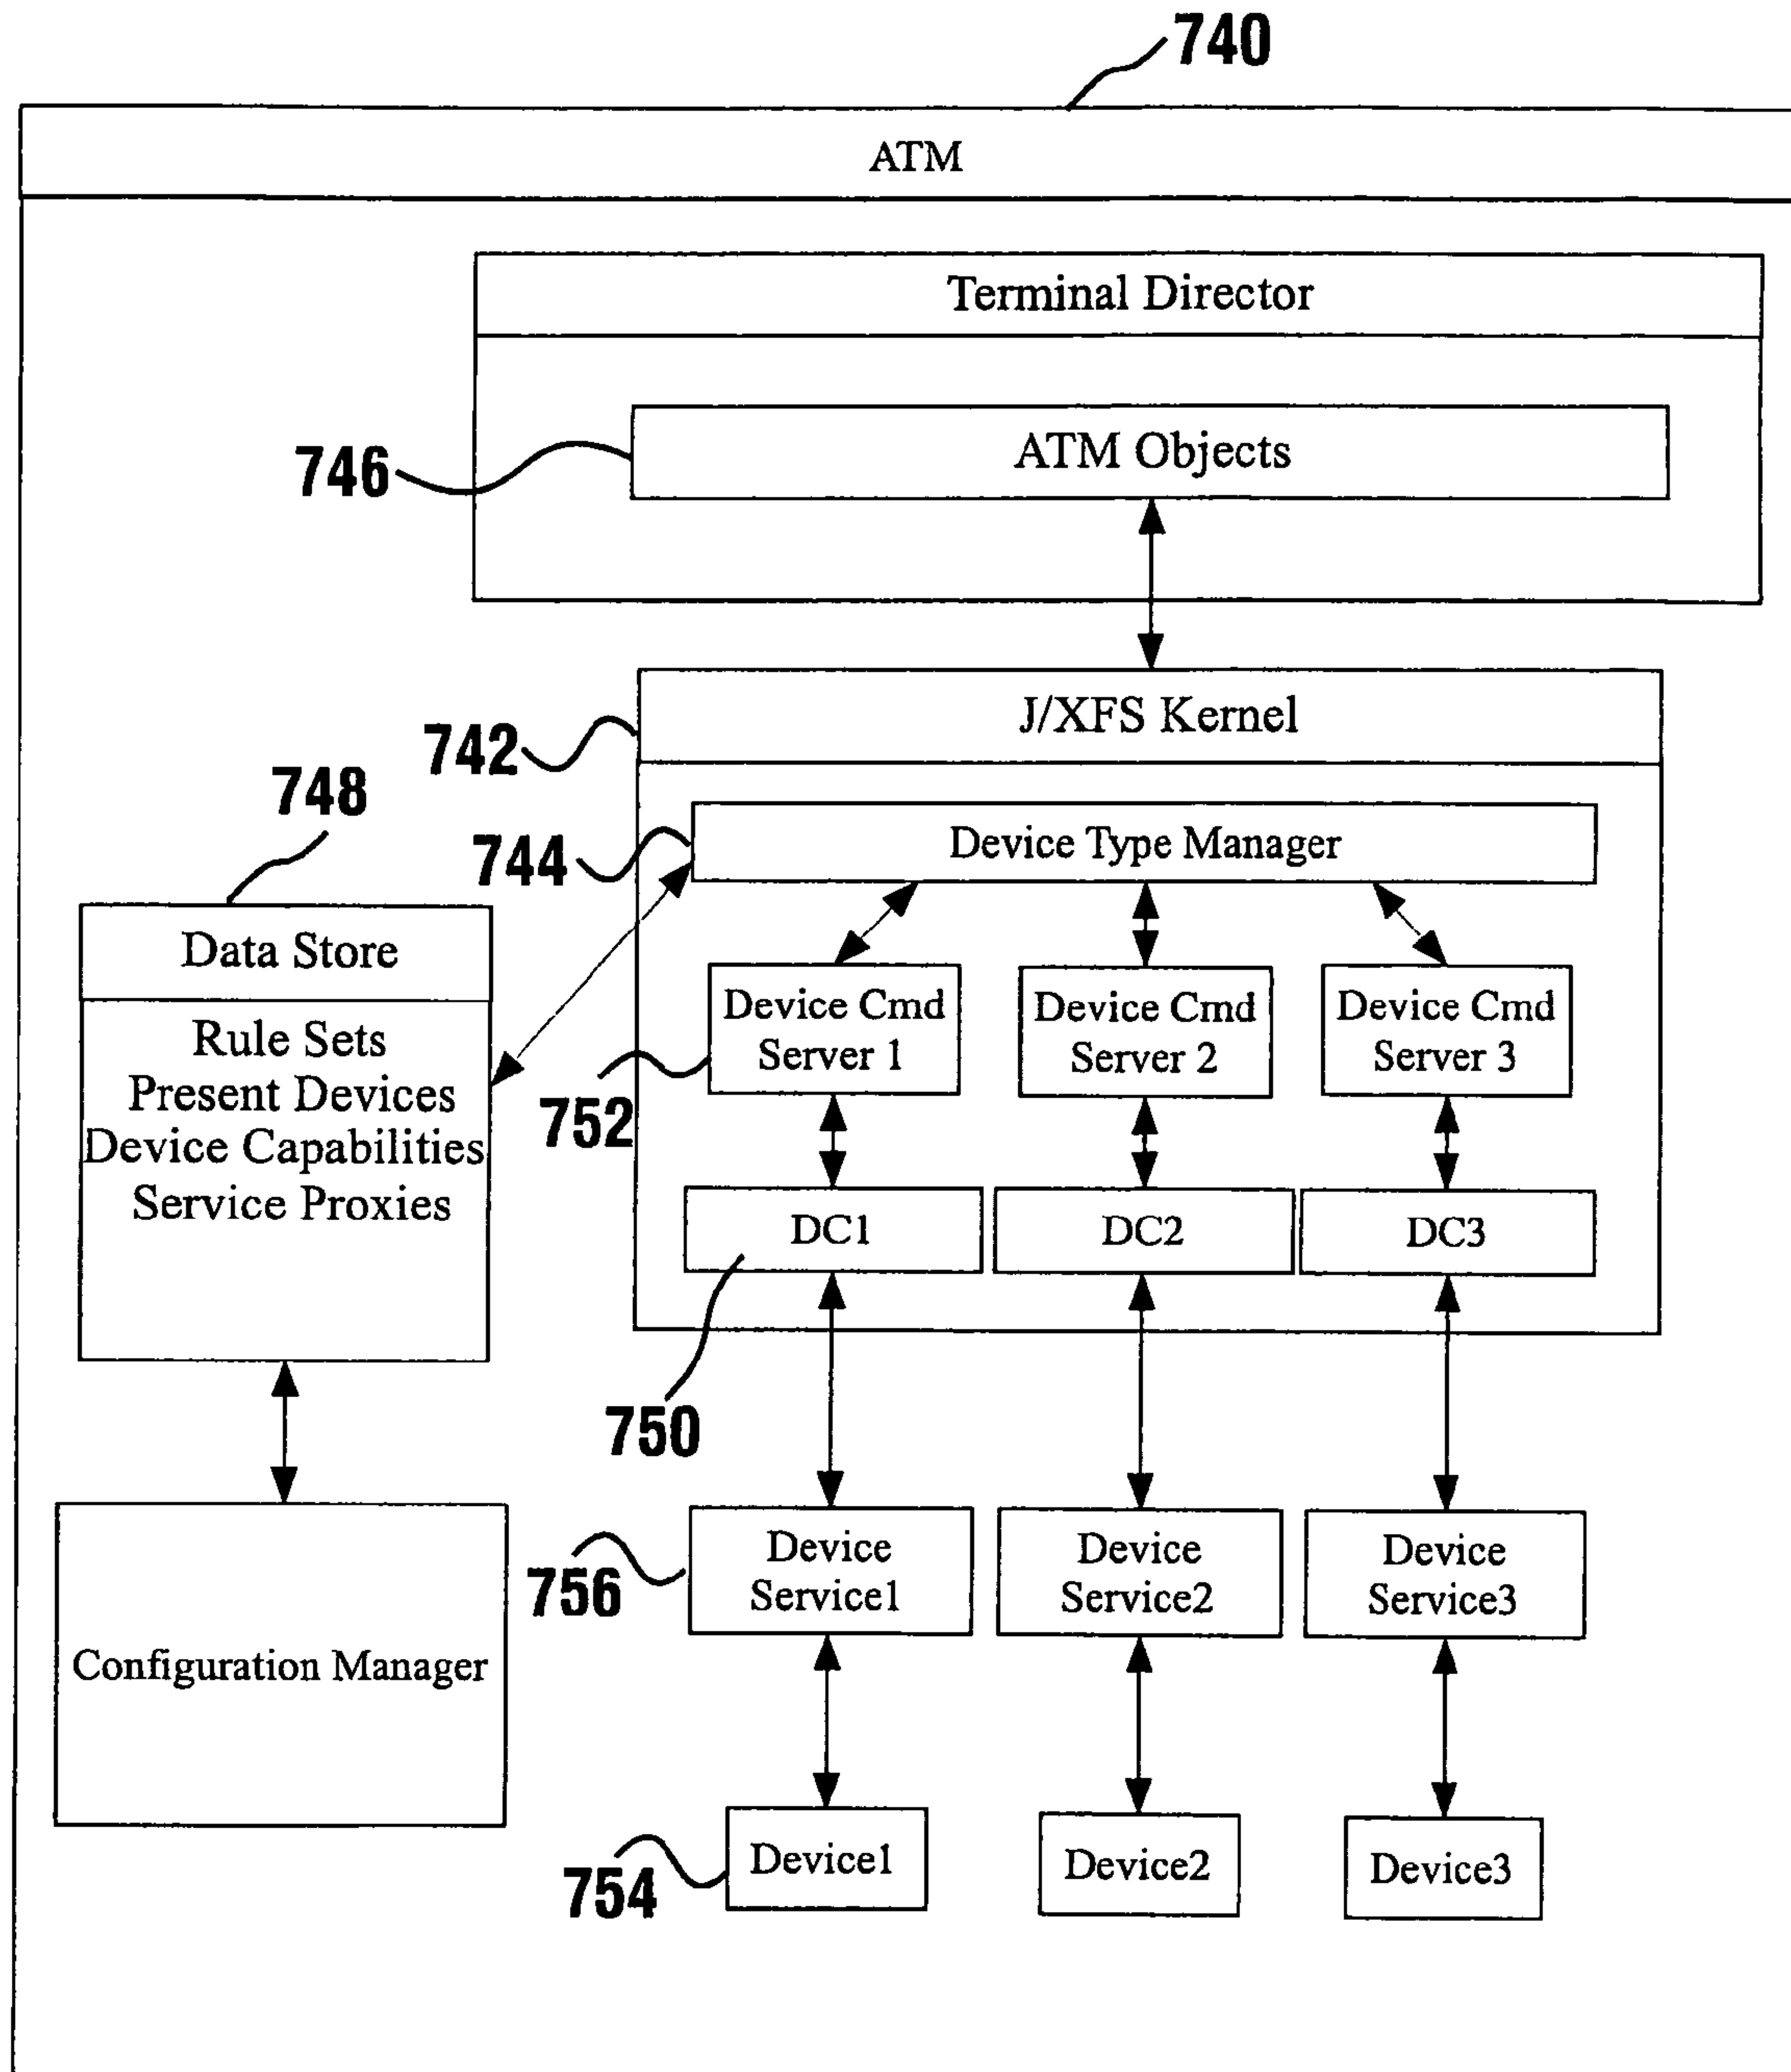 740
ATM
Terminal Director
746
ATM Objects
742
J/XFS Kernel
748
744
Device Type Manager
Data Store
Rule Sets
Present Devices
Device Capabilities
Service Proxies
752
Device Cmd
Server 1
Device Cmd
Server 2
Device Cmd
Server 3
750
DC1
DC2
DC3
Configuration Manager
756
Device
Service1
Device
Service2
Device
Service3
754
Device1
Device2
Device3